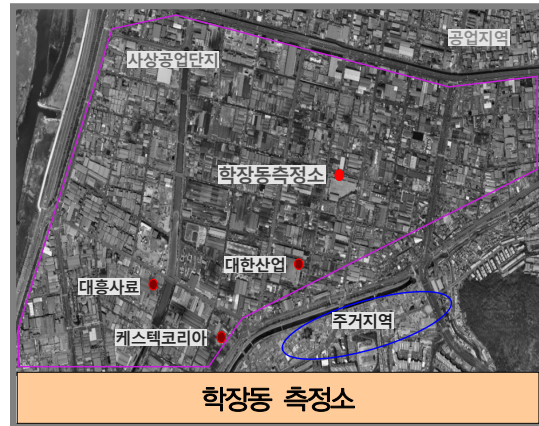 공업지역
사상공업단지
학장동측정소
대한산업
대흥사료
주거지역
케스텍코리아
학장동 측정소